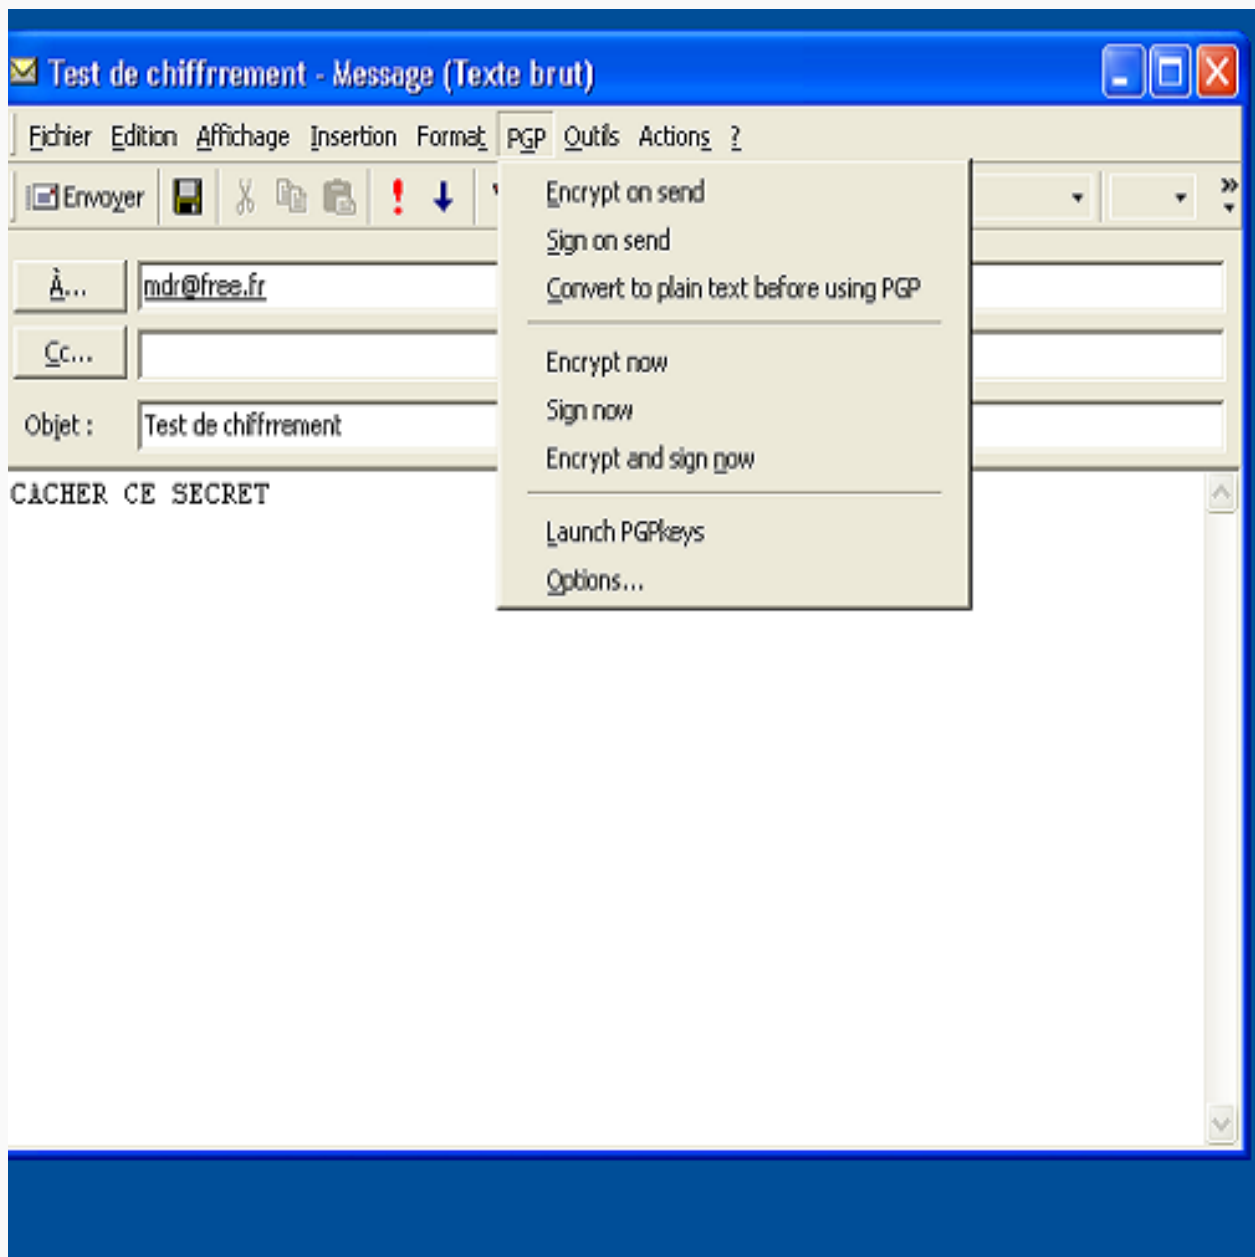 Test de chiffrrement - Message (Texte brut)
Fichier Edition Affichage Insertion Format PGP Outils Actions ?
Envoyer
Encrypt on send
Sign on send
Convert to plain text before using PGP
Encrypt now
Sign now
Encrypt and sign now
Launch PGPkeys
Options...
À... mdr@free.fr
Cc...
Objet : Test de chiffrrement
CACHER CE SECRET